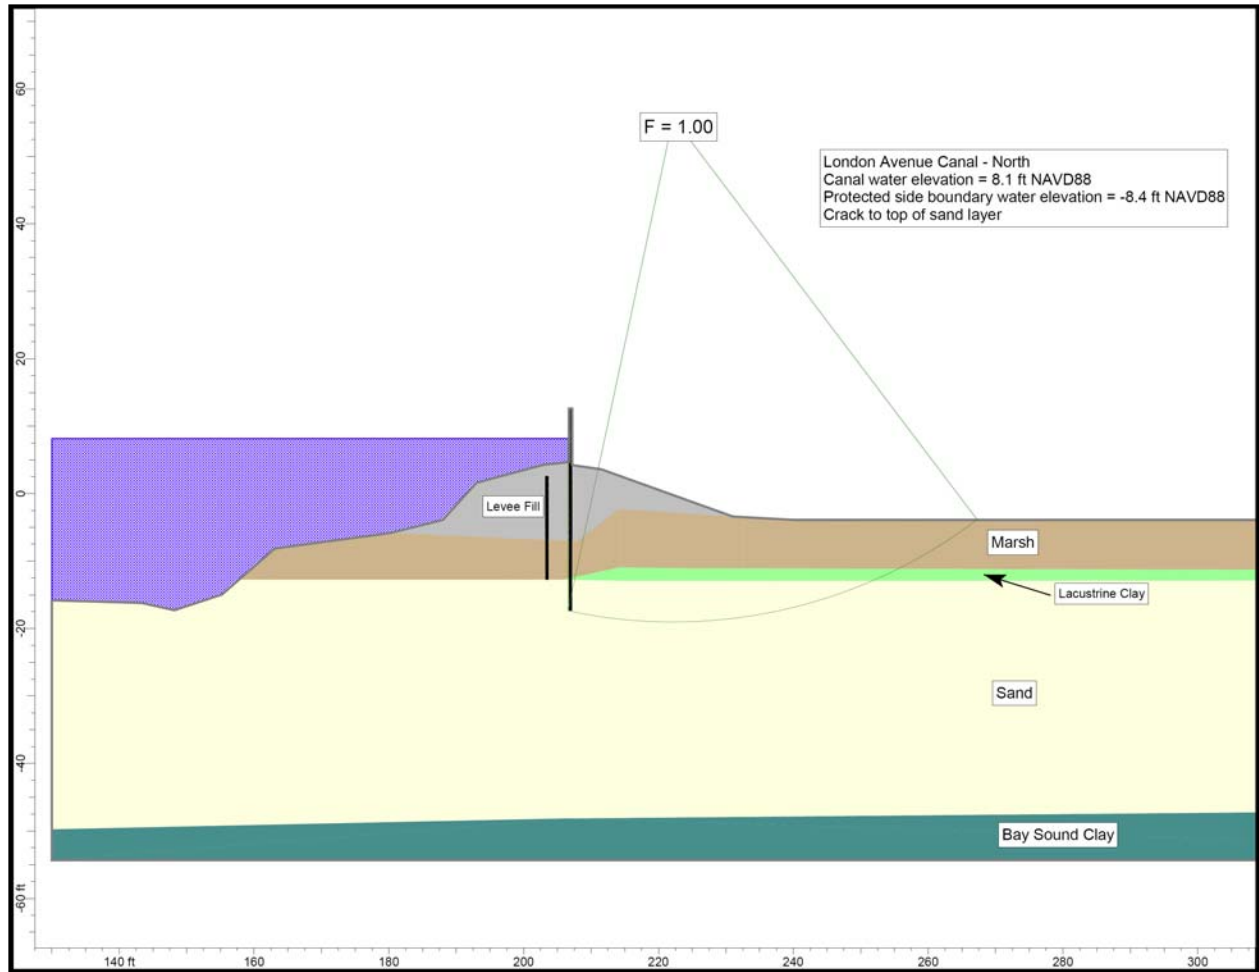 60
40
20
0
-20
-40
-60 ft
F = 1.00
London Avenue Canal - North
Canal water elevation = 8.1 ft NAVD88
Protected side boundary water elevation = -8.4 ft NAVD88
Crack to top of sand layer
Levee Fill
Marsh
Lacustrine Clay
Sand
Bay Sound Clay
140 ft
160
180
200
220
240
260
280
300